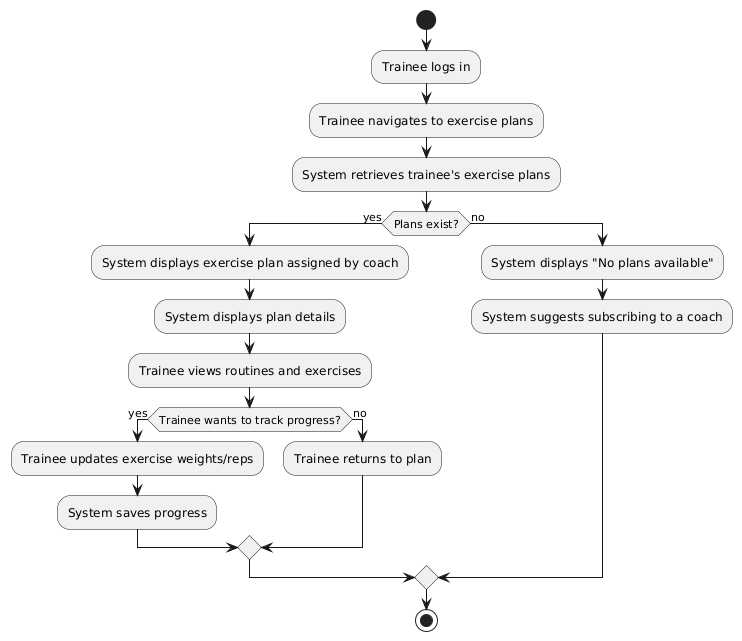 Trainee logs in
Trainee navigates to exercise plans
System retrieves trainee's exercise plans
yes
Plans exist?
no
System displays exercise plan assigned by coach
System displays "No plans available"
System displays plan details
System suggests subscribing to a coach
Trainee views routines and exercises
yes
Trainee wants to track progress?
no
Trainee updates exercise weights/reps
Trainee returns to plan
System saves progress